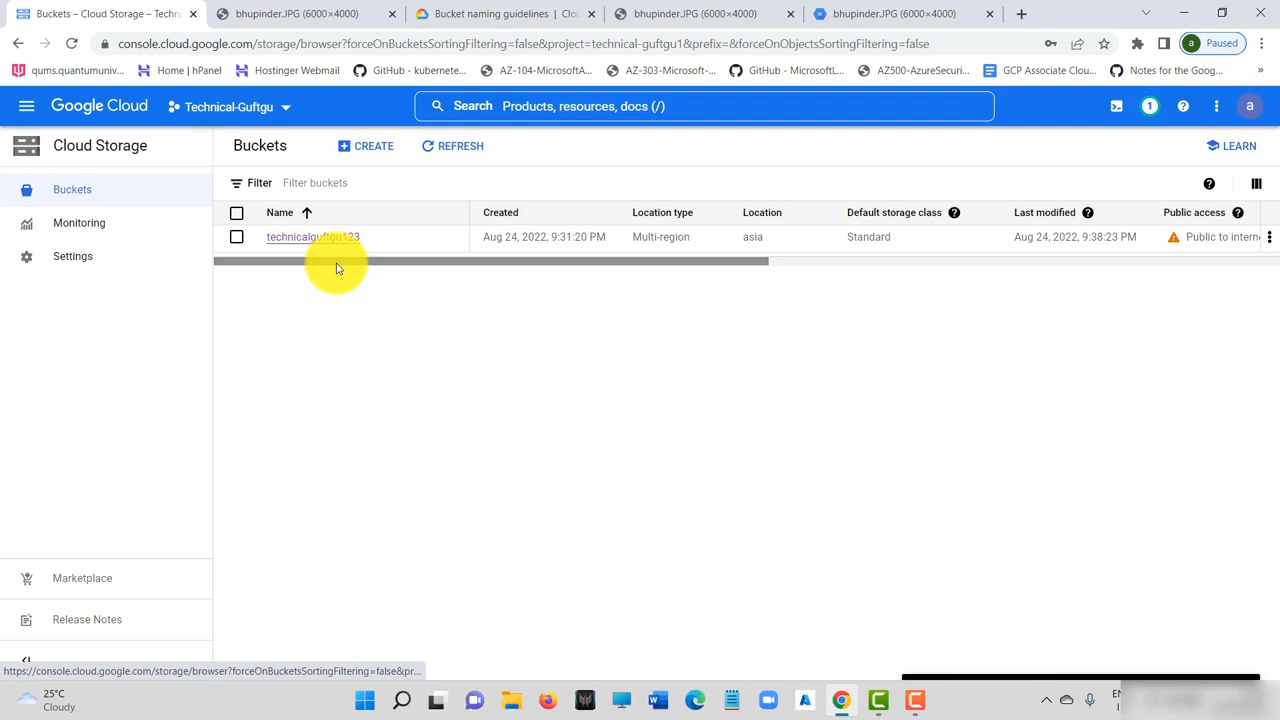 Buckets – Cloud Storage – Techni
bhupinder.JPG (6000×4000)
Bucket naming guidelines | Clou
bhupinder.JPG (6000×4000)
bhupinder.JPG (6000×4000)
console.cloud.google.com/storage/browser?forceOnBucketsSortingFiltering=false&project=technical-guftgu1&prefix=&forceOnObjectsSortingFiltering=false
a Paused
qums.quantumuniv...
Home | hPanel
Hostinger Webmail
GitHub - kubernete...
AZ-104-MicrosoftA...
AZ-303-Microsoft-...
GitHub - MicrosoftL...
AZ500-AzureSecuri...
GCP Associate Clou...
Notes for the Goog...
»
Google Cloud
Technical-Guftgu
Search Products, resources, docs (/)
1
a
Cloud Storage
Buckets
CREATE
REFRESH
LEARN
Buckets
Monitoring
Settings
Filter Filter buckets
Name Created Location type Location Default storage class Last modified Public access
technicalguftgu123 Aug 24, 2022, 9:31:20 PM Multi-region asia Standard Aug 24, 2022, 9:38:23 PM Public to intern
Marketplace
Release Notes
https://console.cloud.google.com/storage/browser?forceOnBucketsSortingFiltering=false&pr...
25°C
Cloudy